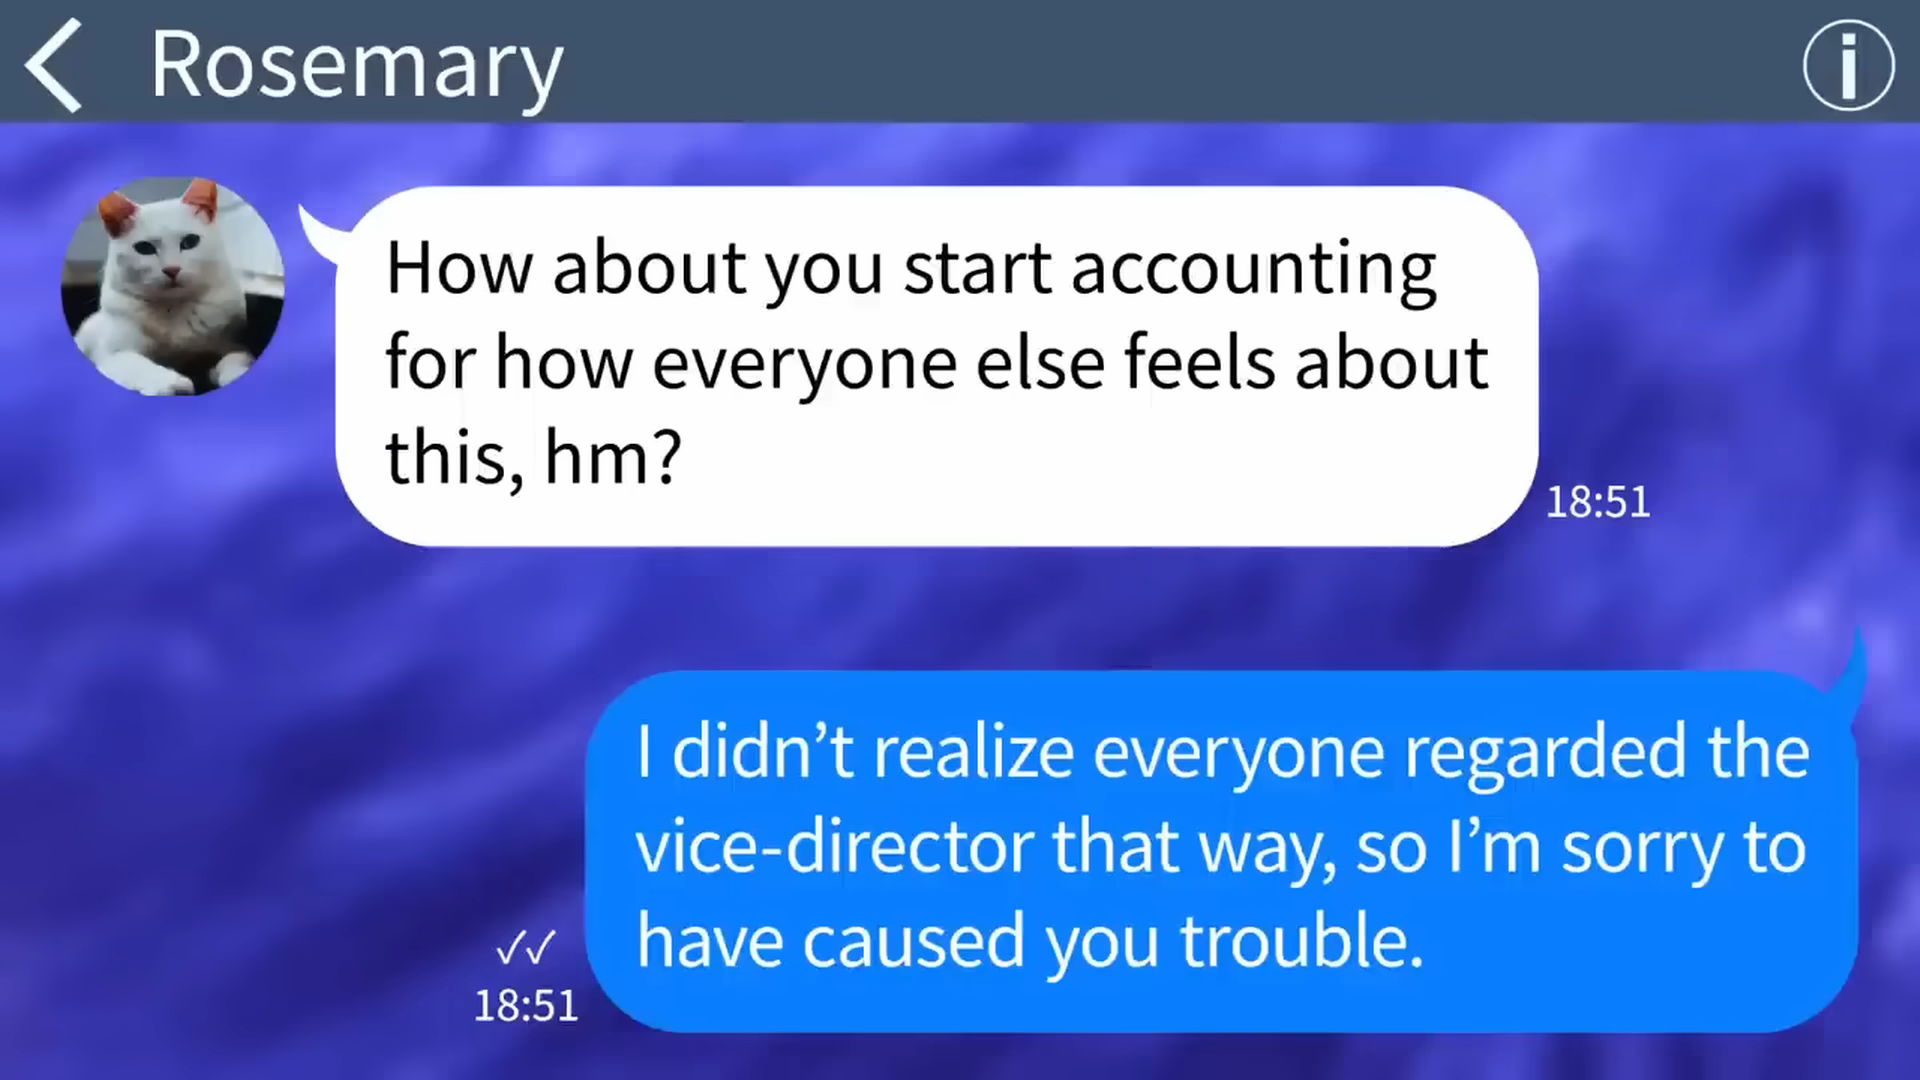 Rosemary
How about you start accounting
for how everyone else feels about
this, hm?
18:51
I didn’t realize everyone regarded the
vice-director that way, so I’m sorry to
have caused you trouble.
18:51